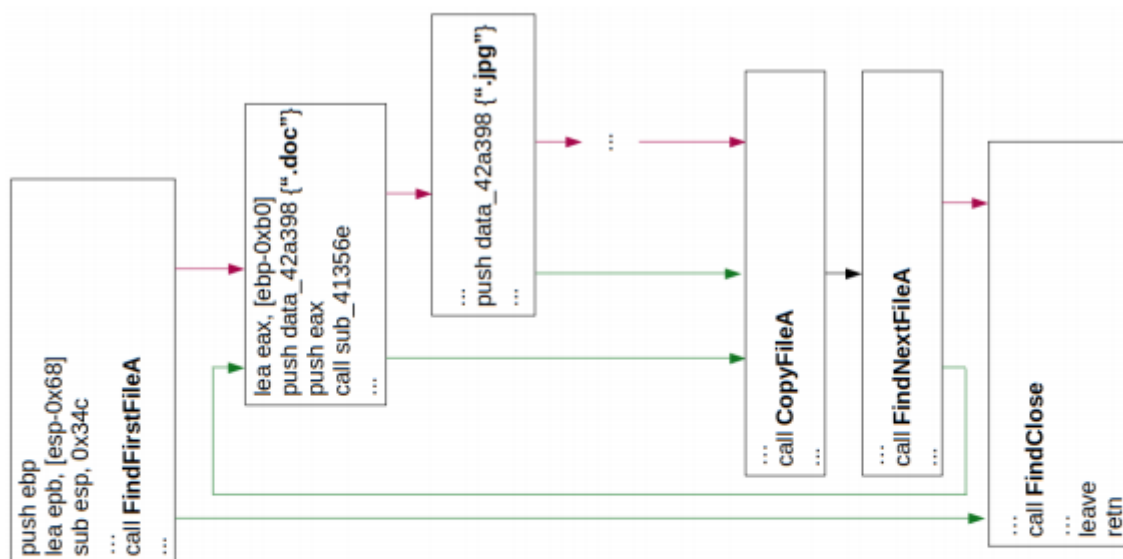 push ebp
lea epb, [esp-0x68]
sub esp, 0x34c
...
call FindFirstFileA
lea eax, [ebp-0xb0]
push data_42a398 {“.doc”}
push eax
call sub_41356e
...
...
push data_42a398 {“.jpg”}
...
...
...
call CopyFileA
...
...
call FindNextFileA
...
...
call FindClose
...
leave
retn